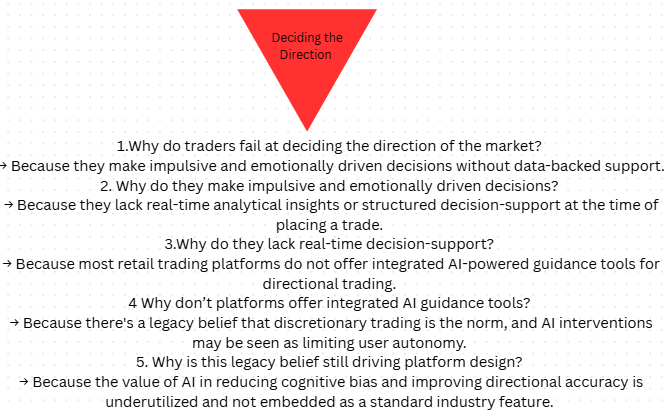 Deciding the
Direction
1.Why do traders fail at deciding the direction of the market?
→ Because they make impulsive and emotionally driven decisions without data-backed support.
2. Why do they make impulsive and emotionally driven decisions?
→ Because they lack real-time analytical insights or structured decision-support at the time of
placing a trade.
3.Why do they lack real-time decision-support?
→ Because most retail trading platforms do not offer integrated AI-powered guidance tools for
directional trading.
4 Why don’t platforms offer integrated AI guidance tools?
→ Because there's a legacy belief that discretionary trading is the norm, and AI interventions
may be seen as limiting user autonomy.
5. Why is this legacy belief still driving platform design?
→ Because the value of AI in reducing cognitive bias and improving directional accuracy is
underutilized and not embedded as a standard industry feature.